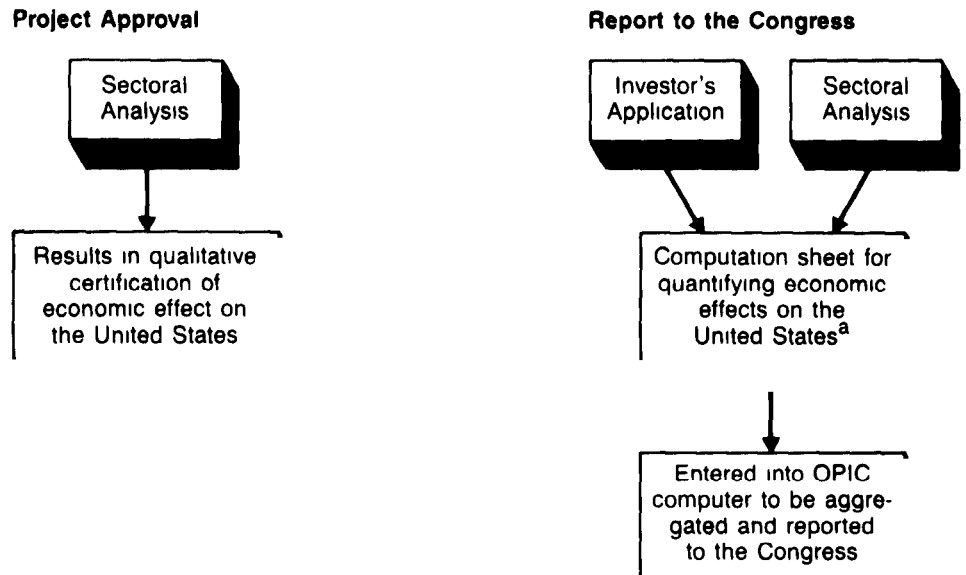 Project Approval
Sectoral
Analysis
Results in qualitative
certification of
economic effect on
the United States
Report to the Congress
Investor's
Application
Sectoral
Analysis
Computation sheet for
quantifying economic
effects on the
United Statesa
Entered into OPIC
computer to be aggre-
gated and reported
to the Congress